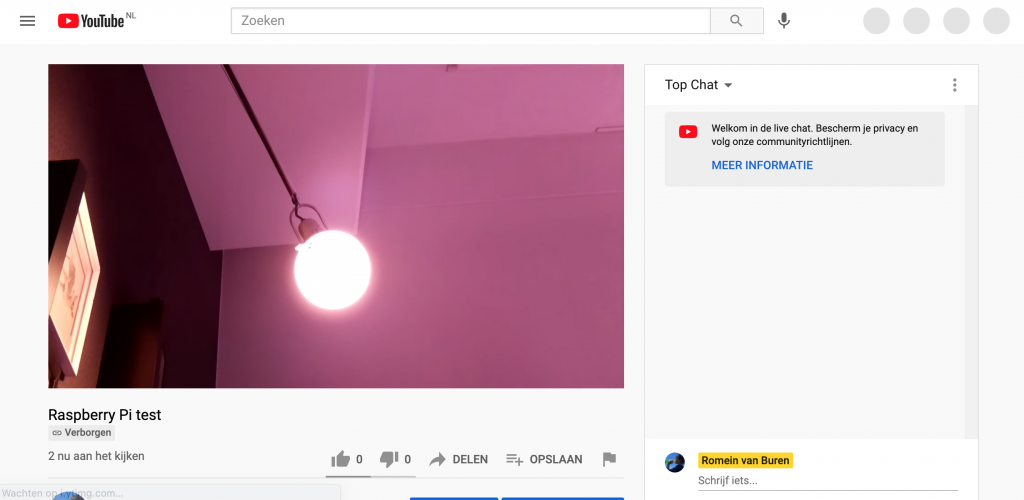 YouTube NL
Zoeken
Top Chat
Welkom in de live chat. Bescherm je privacy en
volg onze communityrichtlijnen.
MEER INFORMATIE
Raspberry Pi test
Verborgen
2 nu aan het kijken
0
0
DELEN
OPSLAAN
Romein van Buren
Schrijf iets...
Wachten op i.ytimg.com...